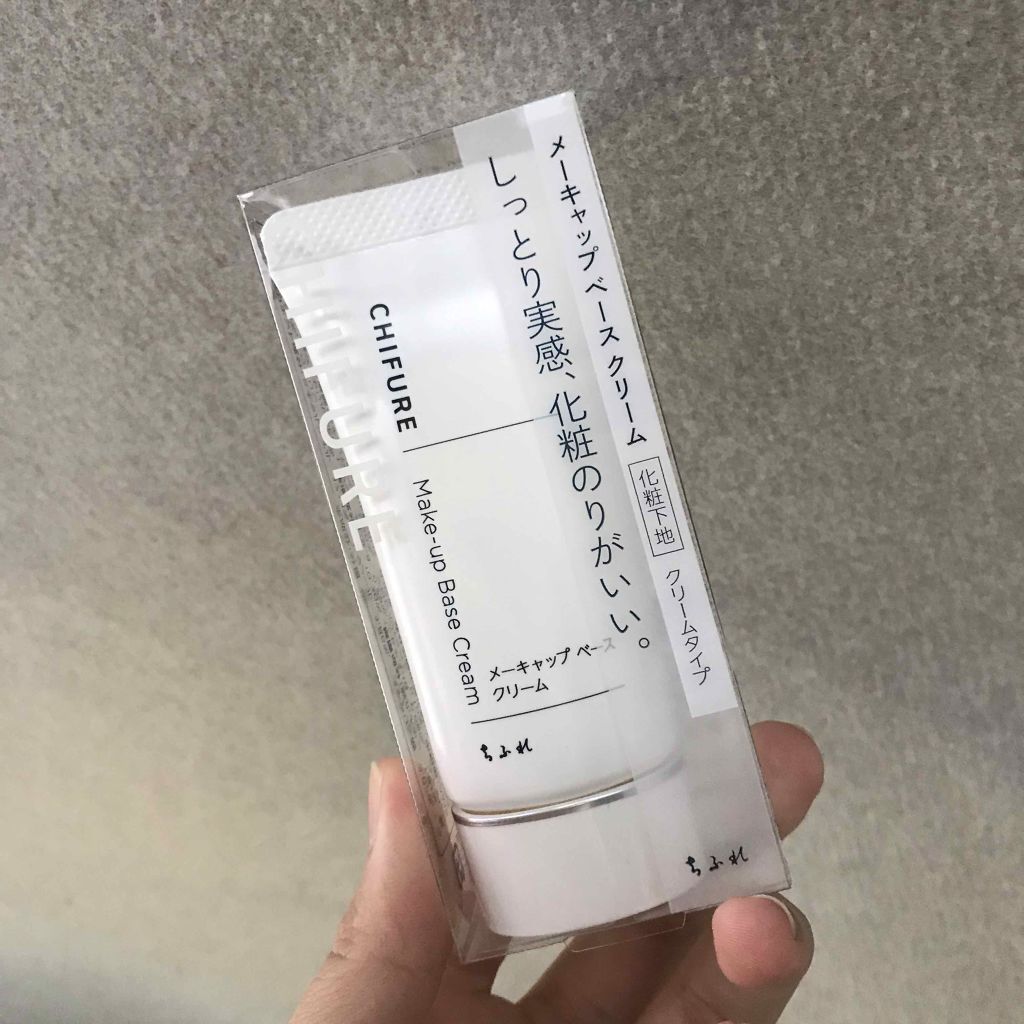 メーキャップ ベース クリーム 化粧下地 クリームタイプ
しっとり実感、化粧のりがいい。
CHIFURE
CHIFURE
Make-up Base Cream
メーキャップ ベース
クリーム
ちふれ
ちふれ